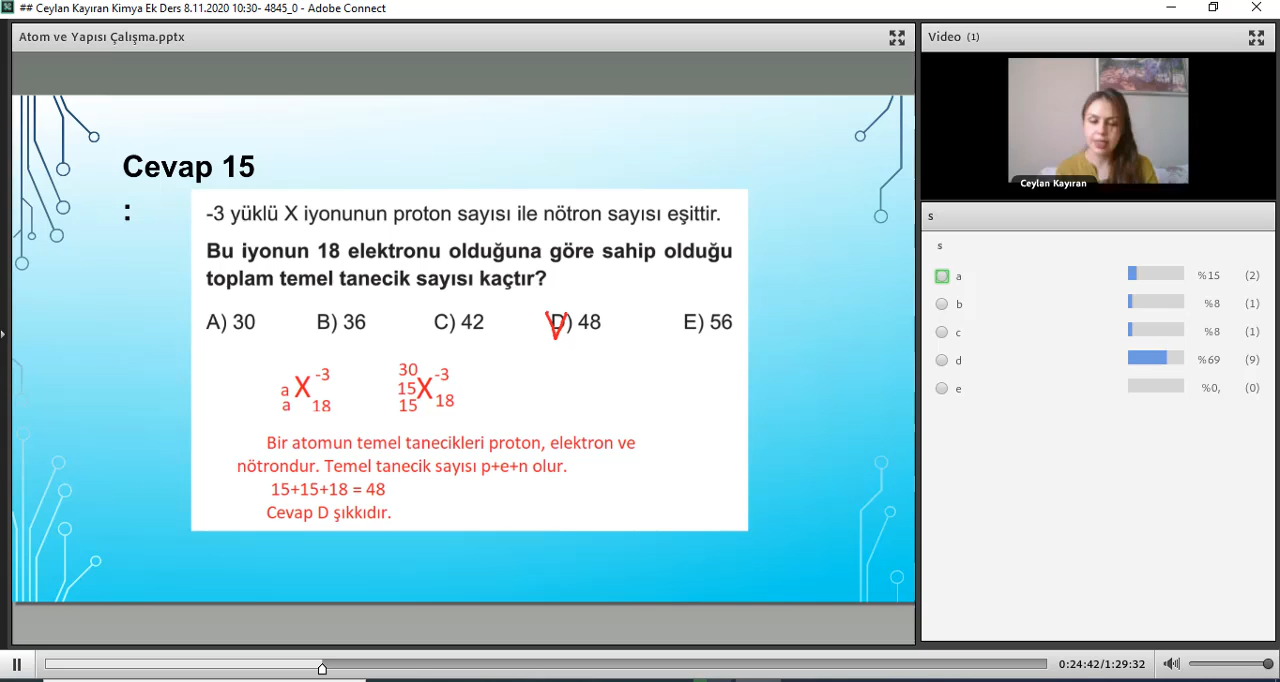 ## Ceylan Kayıran Kimya Ek Ders 8.11.2020 10:30- 4845_0 - Adobe Connect
Atom ve Yapısı Çalışma.pptx
Cevap 15
:
-3 yüklü X iyonunun proton sayısı ile nötron sayısı eşittir.
Bu iyonun 18 elektronu olduğuna göre sahip olduğu
toplam temel tanecik sayısı kaçtır?
A) 30 B) 36 C) 42 D) 48 E) 56
a X -3
a 18
30
15 X -3
15 18
Bir atomun temel tanecikleri proton, elektron ve
nötrondur. Temel tanecik sayısı p+e+n olur.
15+15+18 = 48
Cevap D şıkkıdır.
Video (1)
Ceylan Kayıran
s
s
a %15 (2)
b %8 (1)
c %8 (1)
d %69 (9)
e %0, (0)
0:24:42/1:29:32